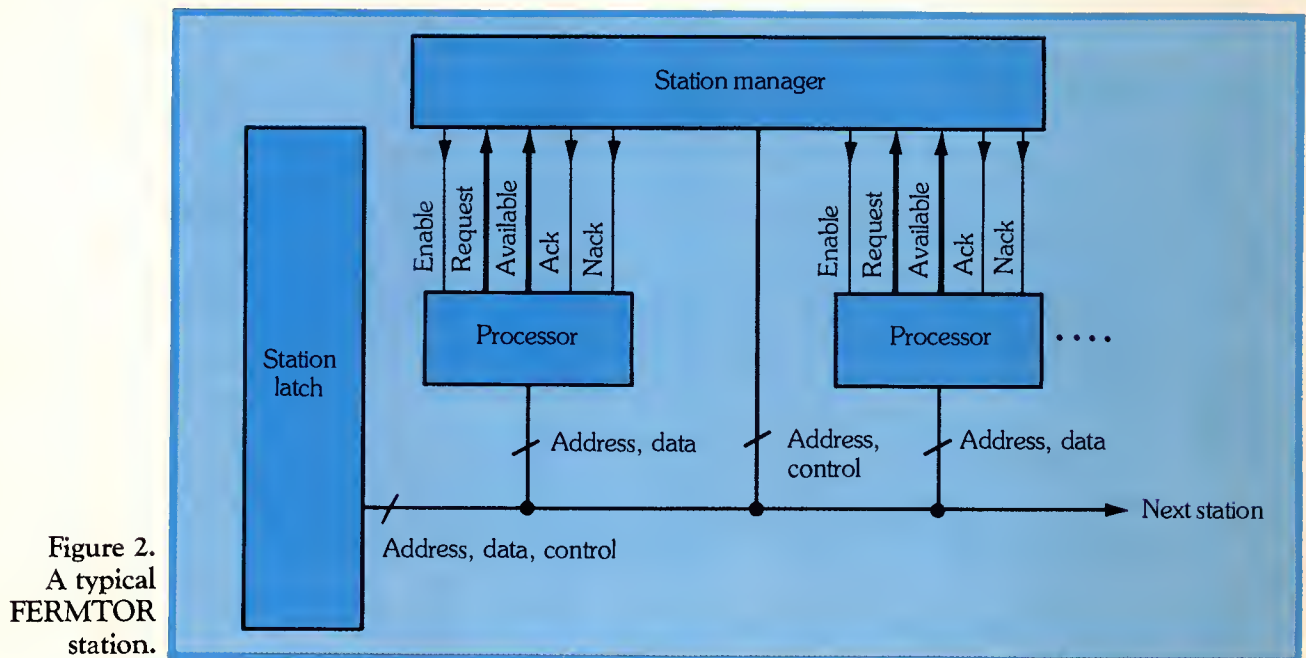 Station manager
Enable
Request
Available
Ack
Nack
Enable
Request
Available
Ack
Nack
Processor
Processor
Station
latch
Address, data
Address,
control
Address, data
Next station
Address, data, control
Figure 2.
A typical
FERMTOR
station.